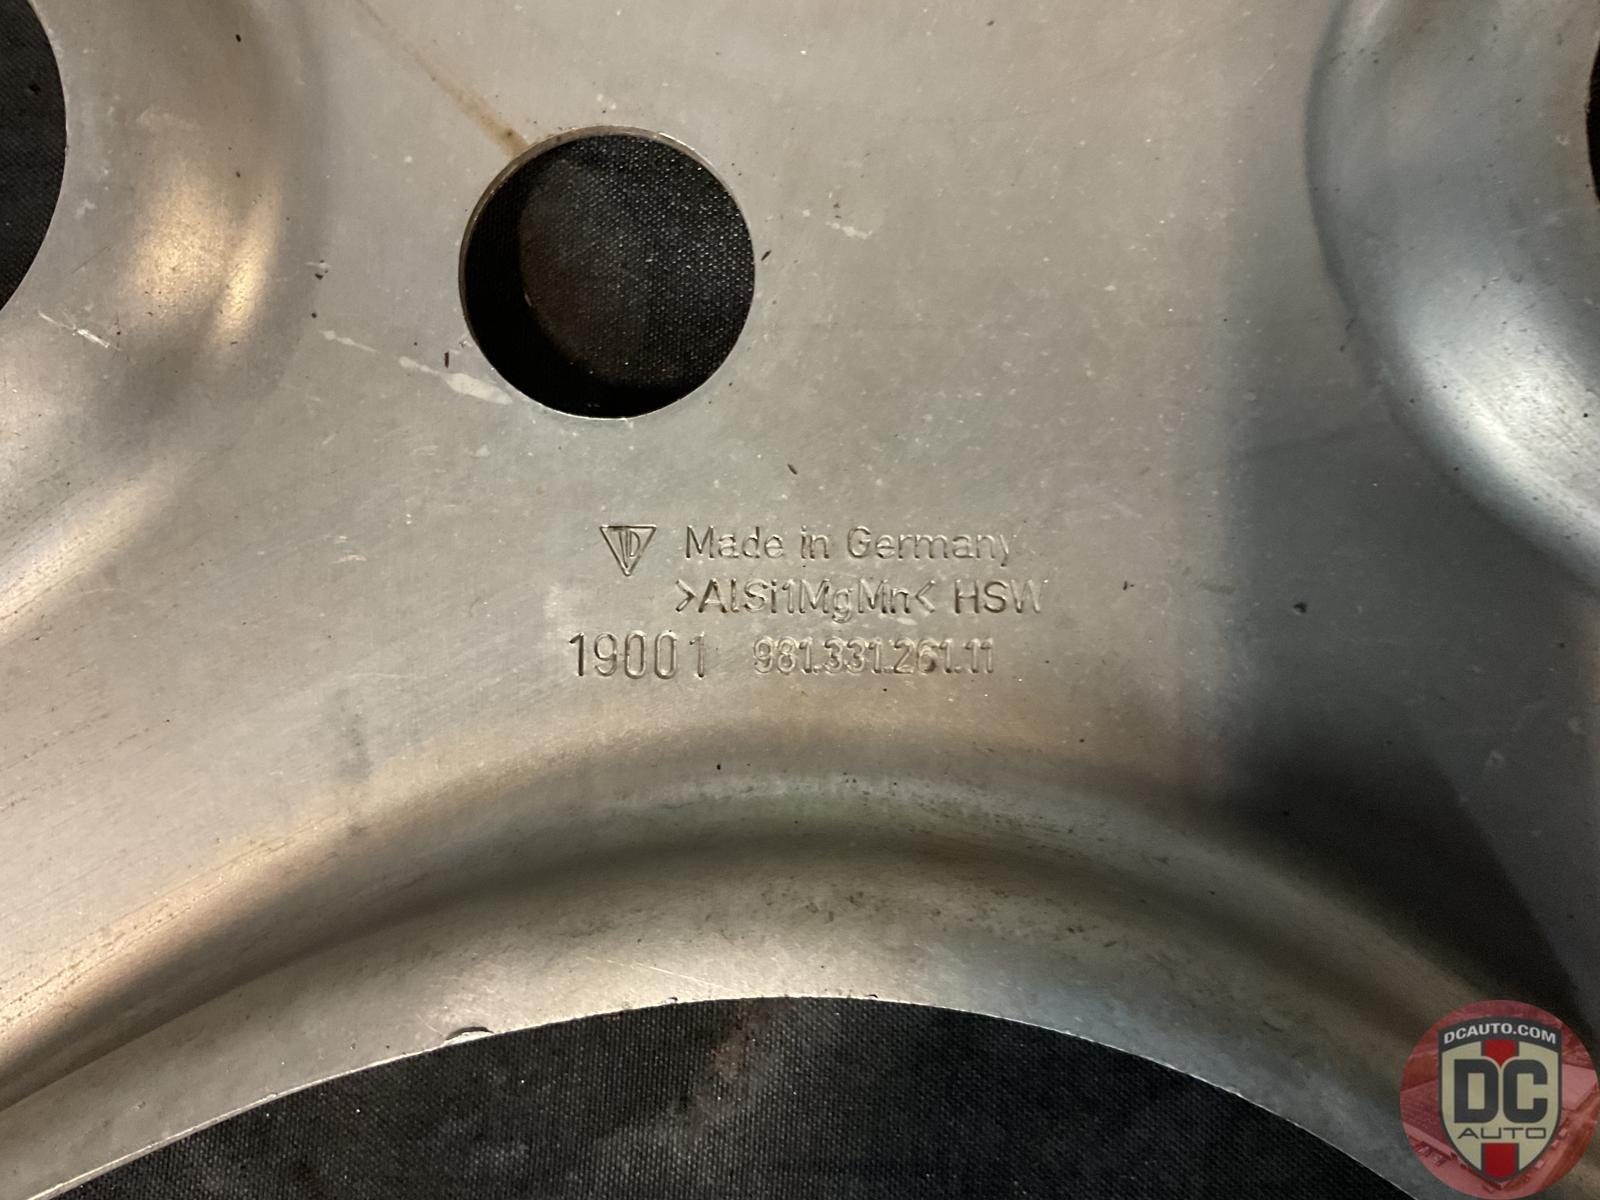 Made in Germany
>AlSi1MgMn< HSW
19001 981.331.261.11
DCAUTO.COM
DC
AUTO